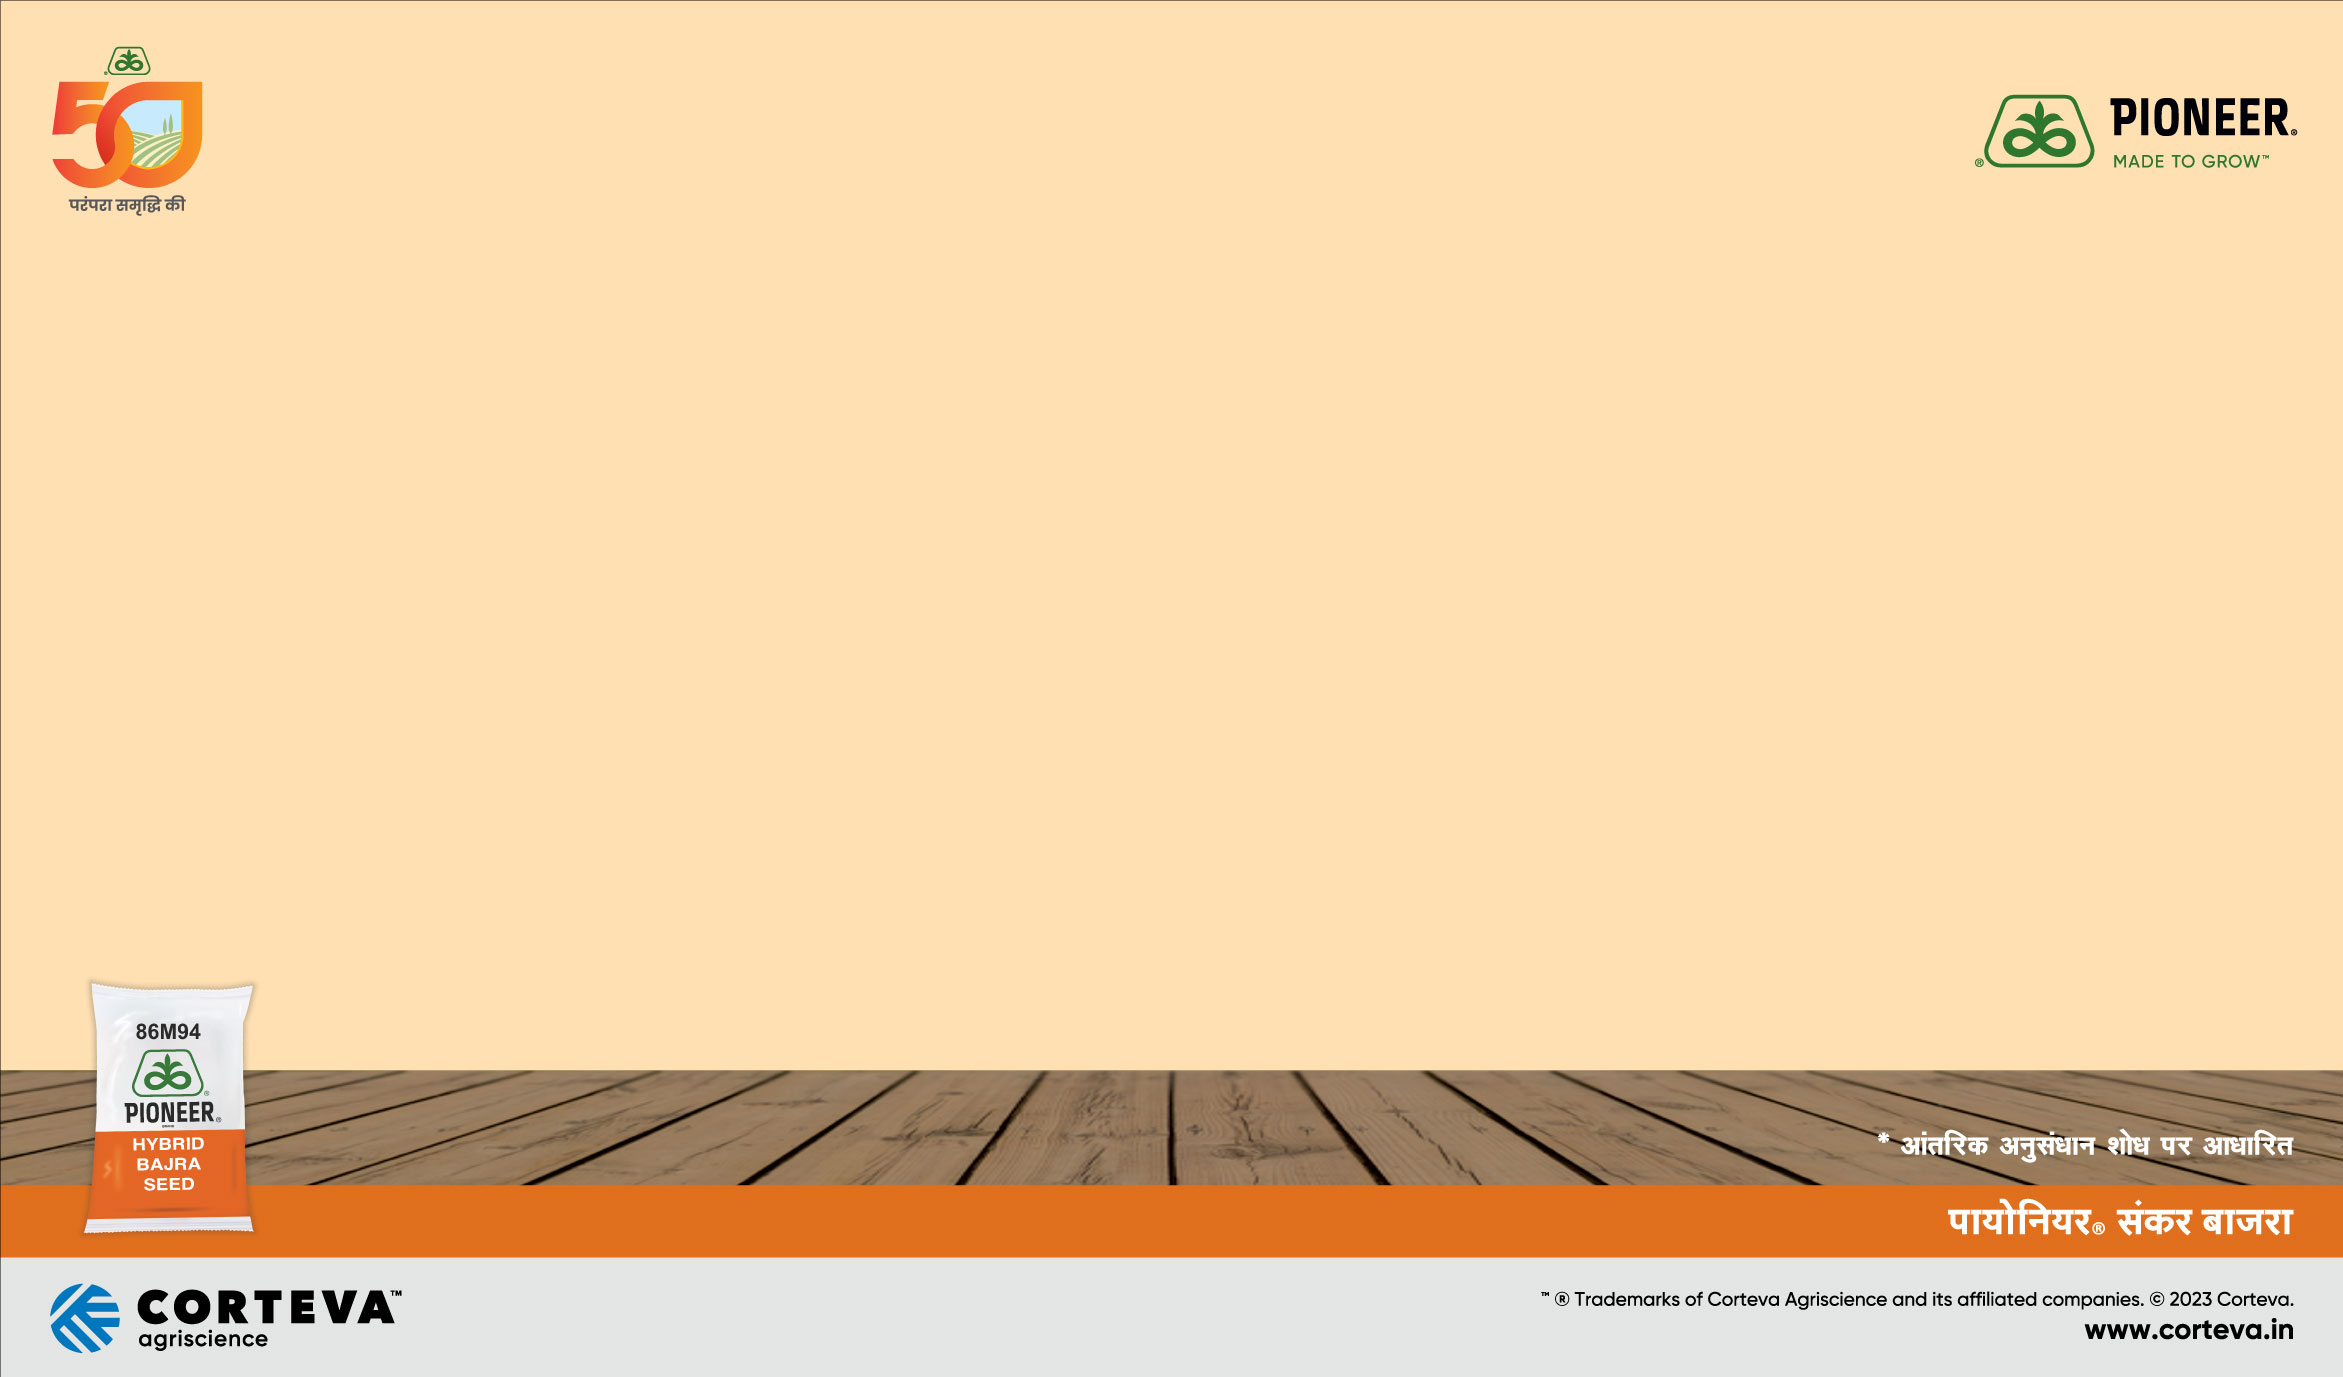 50
परंपरा समृद्धि की
PIONEER®
MADE TO GROW™
86M94
PIONEER®
HYBRID
BAJRA
SEED
* आंतरिक अनुसंधान शोध पर आधारित
पायोनियर® संकर बाजरा
CORTEVA™
agriscience
™ ® Trademarks of Corteva Agriscience and its affiliated companies. © 2023 Corteva.
www.corteva.in